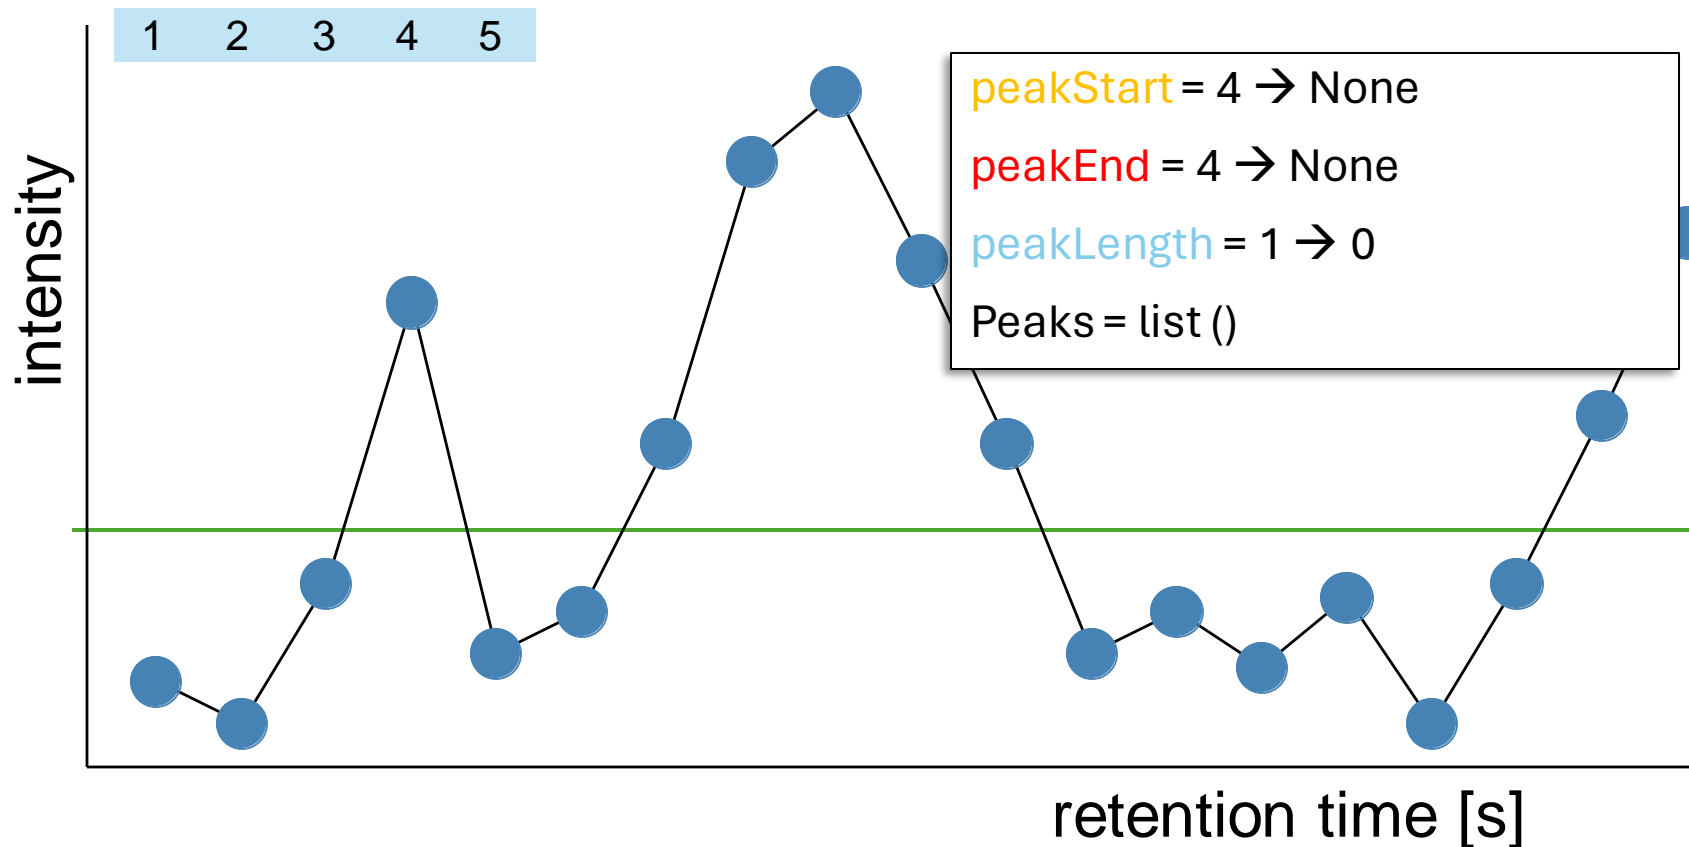 1 2 3 4 5
peakStart = 4 → None
peakEnd = 4 → None
peakLength = 1 → 0
Peaks = list ()
intensity
retention time [s]